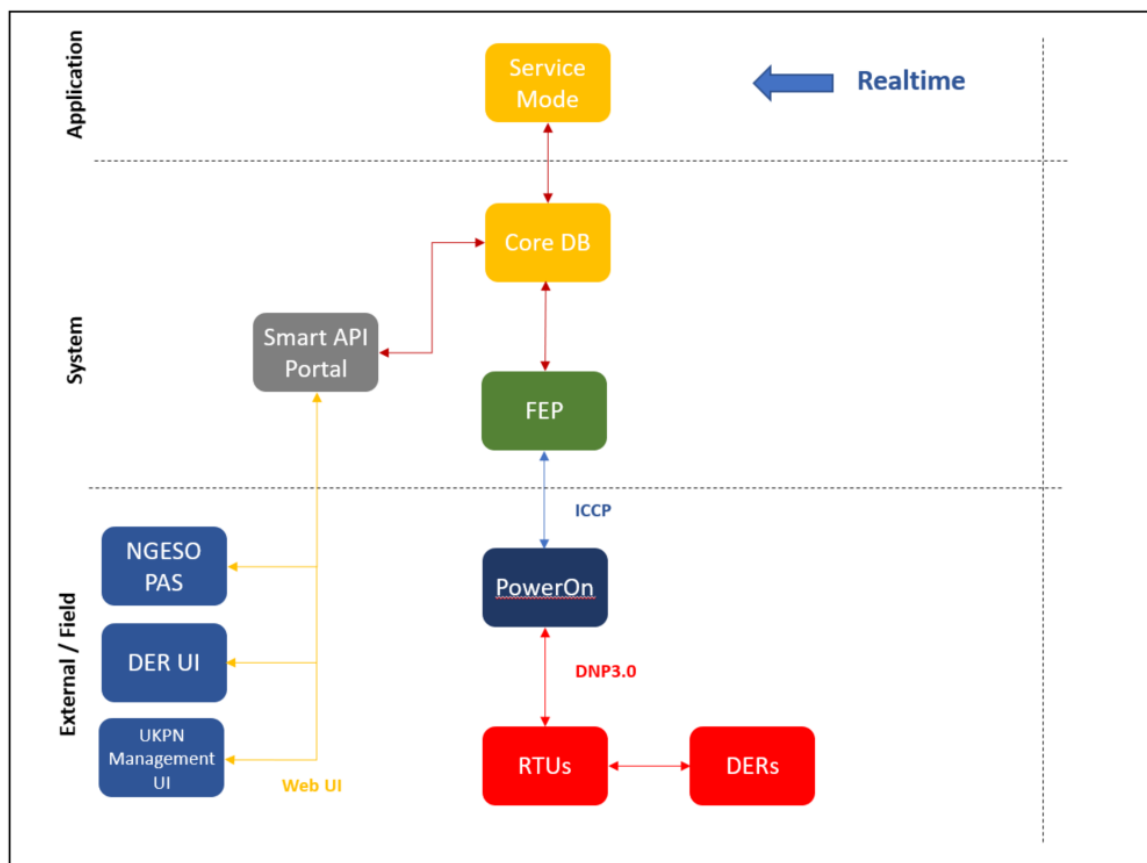 Application
Service
Mode
Realtime
System
Core DB
Smart API
Portal
FEP
External / Field
ICCP
NGESO
PAS
PowerOn
DER UI
DNP3.0
UKPN
Management
UI
Web UI
RTUs
DERs